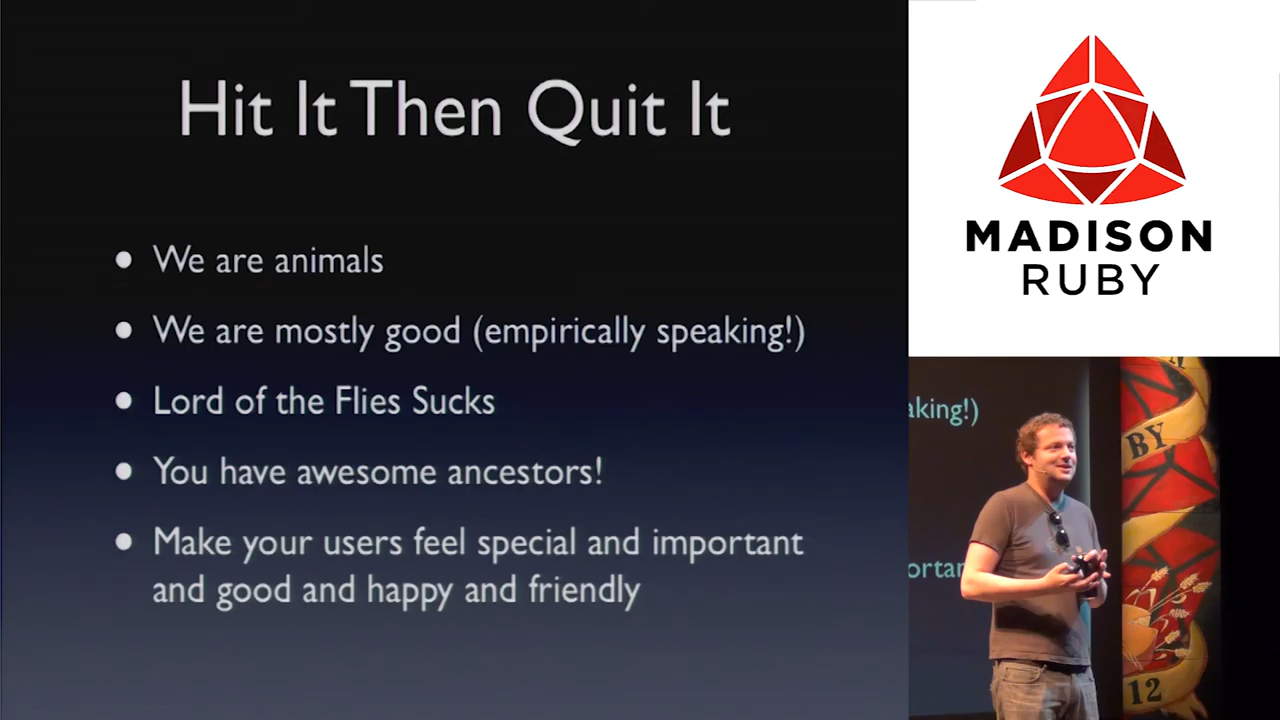 Hit It Then Quit It
• We are animals
• We are mostly good (empirically speaking!)
• Lord of the Flies Sucks
• You have awesome ancestors!
• Make your users feel special and important
and good and happy and friendly
MADISON
RUBY
aking!)
ortan
BY
12